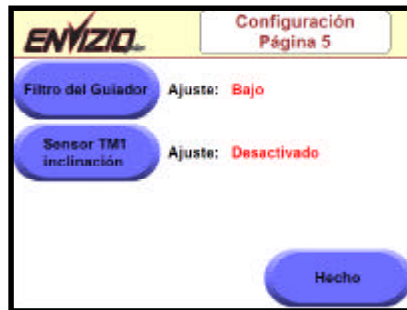 ENVIZIO
Configuración
Página 5
Filtro del Guiador
Ajuste: Bajo
Sensor TM1
inclinación
Ajuste: Desactivado
Hecho